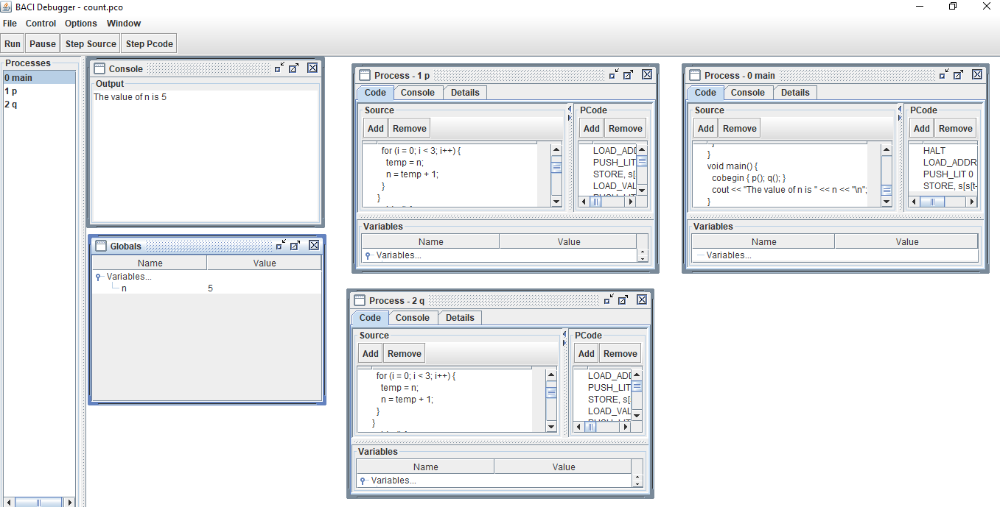 BACI Debugger - count.pco
File Control Options Window
Run Pause Step Source Step Pcode
Processes
0 main
1 p
2 q
Console
Output
The value of n is 5
Globals
Name Value
Variables...
n 5
Process - 1 p
Code Console Details
Source
Add Remove
for (i = 0; i < 3; i++) {
temp = n;
n = temp + 1;
}
}
PCode
Add Remove
LOAD_ADD
PUSH_LIT
STORE, s[
LOAD_VAL
Variables
Name Value
Variables...
Process - 0 main
Code Console Details
Source
Add Remove
}
}
void main() {
cobegin { p(); q(); }
cout << "The value of n is " << n << "\n";
}
PCode
Add Remove
HALT
LOAD_ADDR
PUSH_LIT 0
STORE, s[s[t-
Variables
Name Value
Variables...
Process - 2 q
Code Console Details
Source
Add Remove
for (i = 0; i < 3; i++) {
temp = n;
n = temp + 1;
}
}
PCode
Add Remove
LOAD_ADD
PUSH_LIT
STORE, s[
LOAD_VAL
Variables
Name Value
Variables...